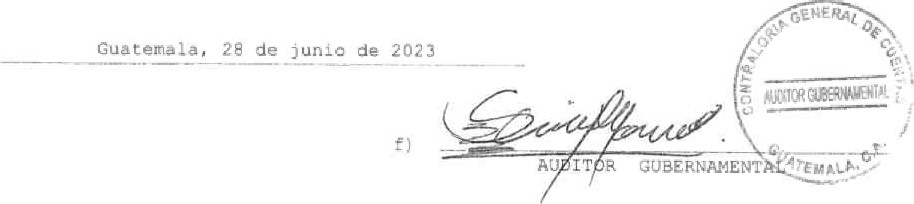 Guatemala, 28 de junio de 2023
f)
AUDITOR GUBERNAMENTAL
CONTRALORIA GENERAL DE CUENTAS
AUDITOR GUBERNAMENTAL
GUATEMALA, C.A.